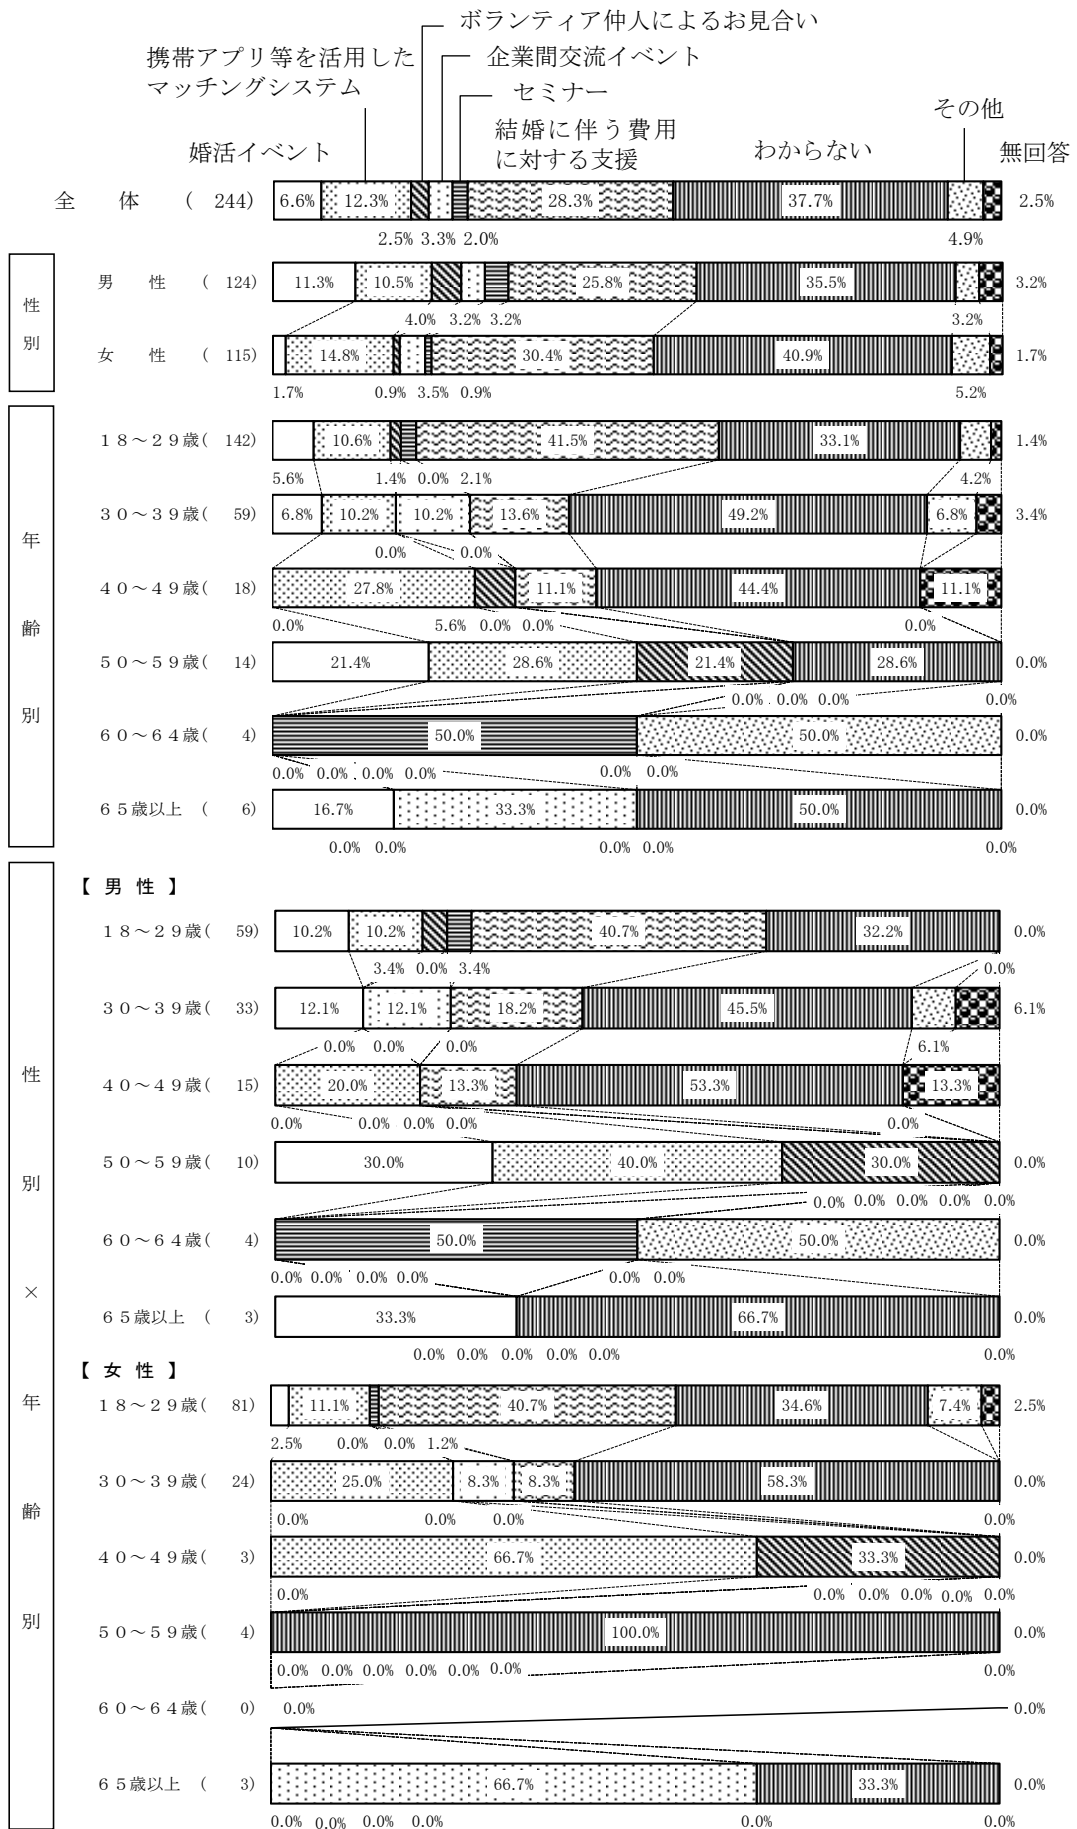 ボランティア仲人によるお見合い
携帯アプリ等を活用した
マッチングシステム
企業間交流イベント
セミナー
結婚に伴う費用
に対する支援
その他
婚活イベント
わからない
無回答
全 体 ( 244) 6.6% 12.3% 28.3% 37.7% 2.5%
2.5% 3.3% 2.0% 4.9%
性別
男 性 ( 124) 11.3% 10.5% 25.8% 35.5% 3.2%
4.0% 3.2% 3.2% 3.2%
女 性 ( 115) 14.8% 30.4% 40.9% 1.7%
1.7% 0.9% 3.5% 0.9% 5.2%
年齢別
18~29歳( 142) 10.6% 41.5% 33.1% 1.4%
5.6% 1.4% 0.0% 2.1% 4.2%
30~39歳( 59) 6.8% 10.2% 10.2% 13.6% 49.2% 6.8% 3.4%
0.0% 0.0%
40~49歳( 18) 27.8% 11.1% 44.4% 11.1%
0.0% 5.6% 0.0% 0.0% 0.0%
50~59歳( 14) 21.4% 28.6% 21.4% 28.6% 0.0%
0.0% 0.0% 0.0% 0.0%
60~64歳( 4) 50.0% 50.0% 0.0%
0.0% 0.0% 0.0% 0.0% 0.0% 0.0%
65歳以上 ( 6) 16.7% 33.3% 50.0% 0.0%
0.0% 0.0% 0.0% 0.0% 0.0%
性別×年齢別
【 男 性 】
18~29歳( 59) 10.2% 10.2% 40.7% 32.2% 0.0%
3.4% 0.0% 3.4% 0.0%
30~39歳( 33) 12.1% 12.1% 18.2% 45.5% 6.1%
0.0% 0.0% 0.0% 6.1%
40~49歳( 15) 20.0% 13.3% 53.3% 13.3%
0.0% 0.0% 0.0% 0.0% 0.0%
50~59歳( 10) 30.0% 40.0% 30.0% 0.0%
0.0% 0.0% 0.0% 0.0% 0.0%
60~64歳( 4) 50.0% 50.0% 0.0%
0.0% 0.0% 0.0% 0.0% 0.0% 0.0%
65歳以上 ( 3) 33.3% 66.7% 0.0%
0.0% 0.0% 0.0% 0.0% 0.0% 0.0%
【 女 性 】
18~29歳( 81) 11.1% 40.7% 34.6% 7.4% 2.5%
2.5% 0.0% 0.0% 1.2%
30~39歳( 24) 25.0% 8.3% 8.3% 58.3% 0.0%
0.0% 0.0% 0.0% 0.0%
40~49歳( 3) 66.7% 33.3% 0.0%
0.0% 0.0% 0.0% 0.0% 0.0% 0.0%
50~59歳( 4) 100.0% 0.0%
0.0% 0.0% 0.0% 0.0% 0.0% 0.0% 0.0%
60~64歳( 0) 0.0% 0.0%
65歳以上 ( 3) 66.7% 33.3% 0.0%
0.0% 0.0% 0.0% 0.0% 0.0% 0.0%